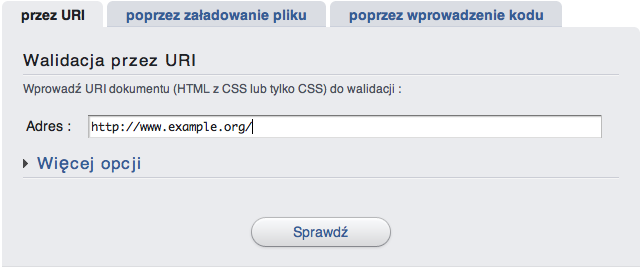 przez URI poprzez załadowanie pliku poprzez wprowadzenie kodu
Walidacja przez URI
Wprowadź URI dokumentu (HTML z CSS lub tylko CSS) do walidacji :
Adres : http://www.example.org/
Więcej opcji
Sprawdź